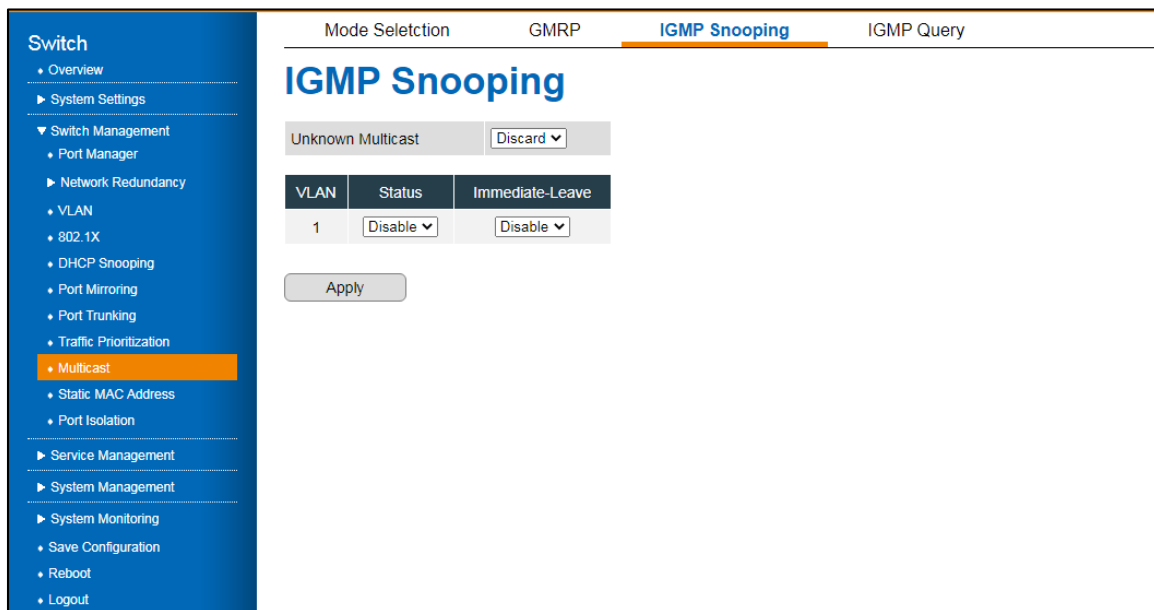 Switch
Overview
System Settings
Switch Management
Port Manager
Network Redundancy
VLAN
802.1X
DHCP Snooping
Port Mirroring
Port Trunking
Traffic Prioritization
Multicast
Static MAC Address
Port Isolation
Service Management
System Management
System Monitoring
Save Configuration
Reboot
Logout
Mode Seletction GMRP IGMP Snooping IGMP Query
IGMP Snooping
Unknown Multicast Discard
VLAN Status Immediate-Leave
1 Disable Disable
Apply